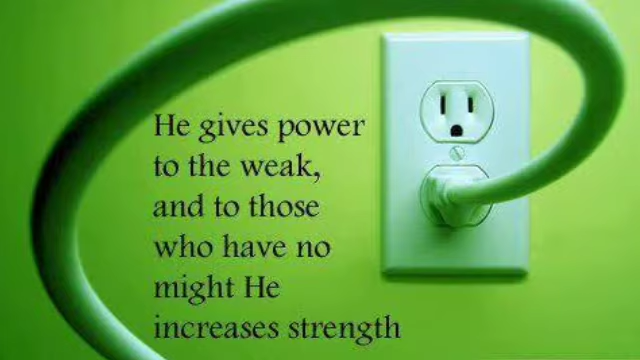 He gives power
to the weak,
and to those
who have no
might He
increases strength